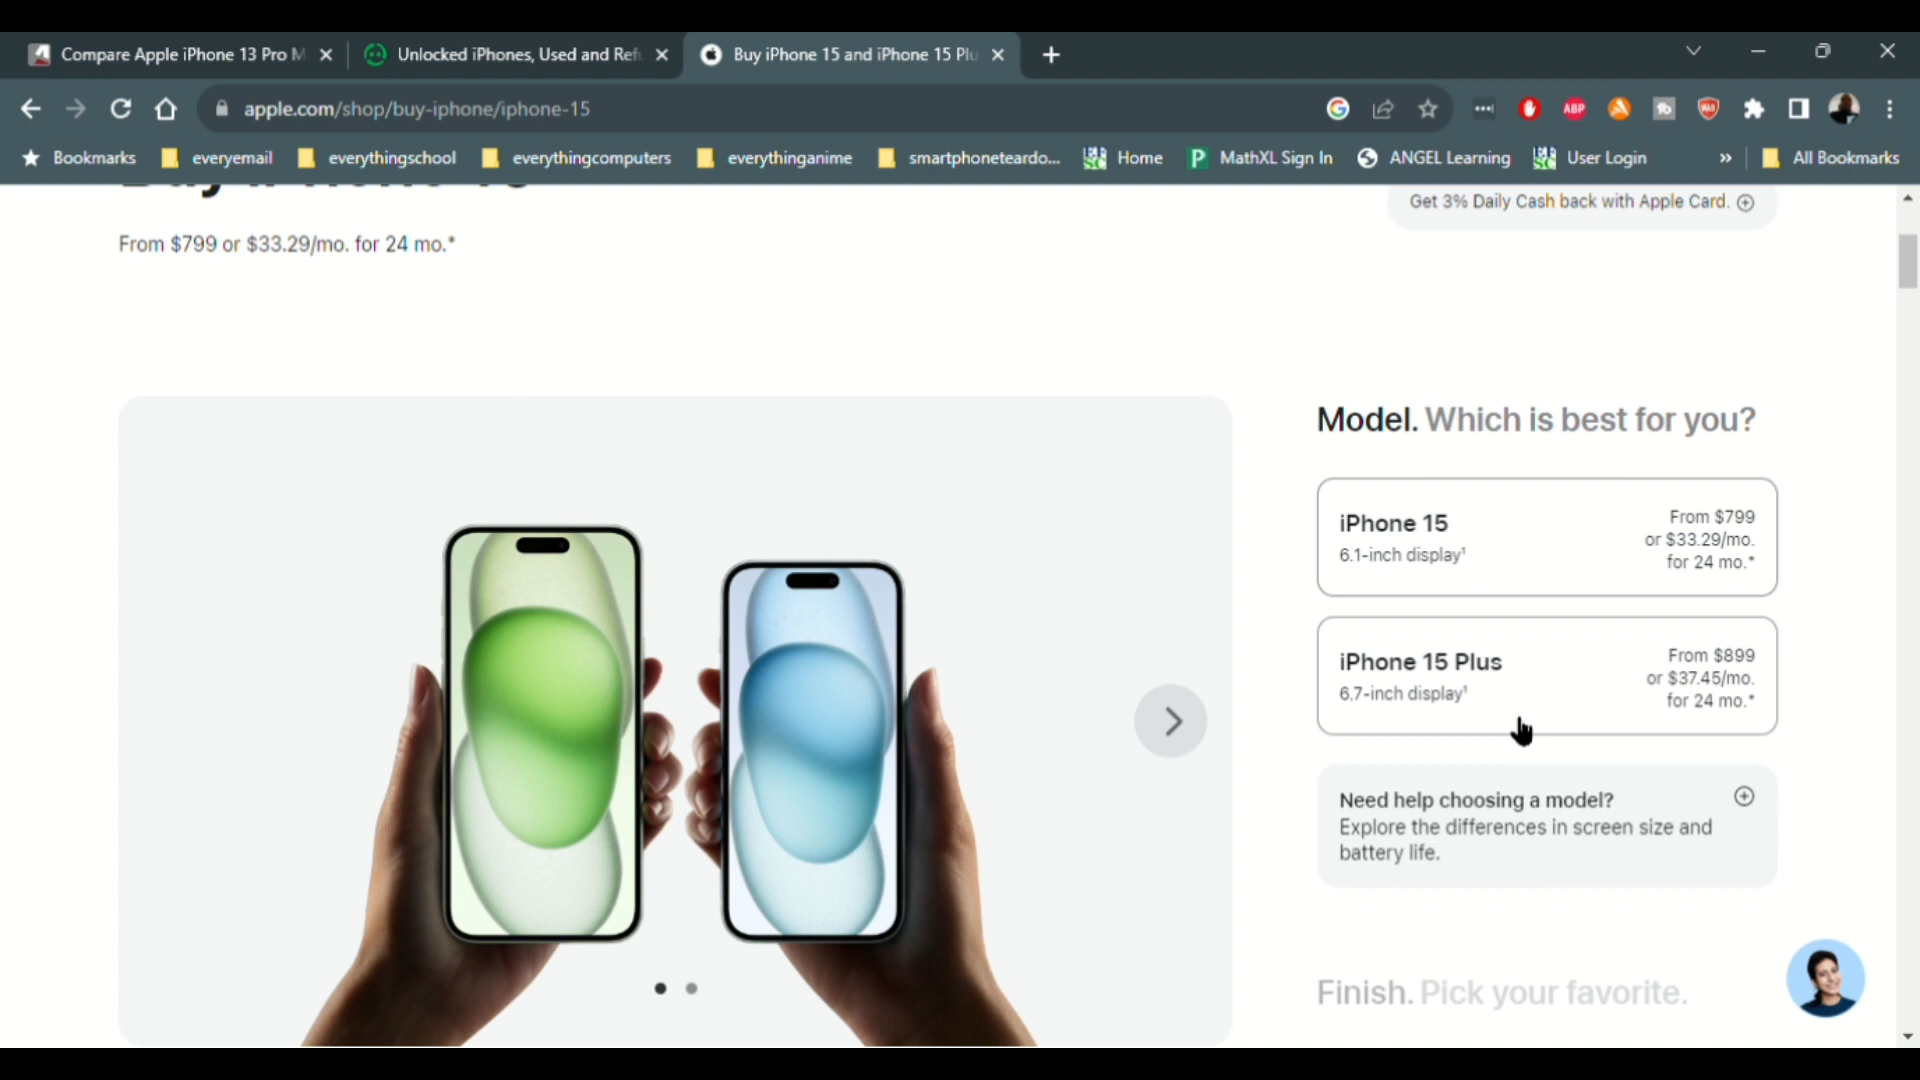 Compare Apple iPhone 13 Pro M
Unlocked iPhones, Used and Ref
Buy iPhone 15 and iPhone 15 Plu
apple.com/shop/buy-iphone/iphone-15
ABP
Bookmarks
everyemail
everythingschool
everythingcomputers
everythinganime
smartphoneteardo...
Home
P MathXL Sign In
ANGEL Learning
User Login
»
All Bookmarks
Buy iPhone 15
Get 3% Daily Cash back with Apple Card.
From $799 or $33.29/mo. for 24 mo.*
Model. Which is best for you?
iPhone 15
6.1-inch display¹
From $799
or $33.29/mo.
for 24 mo.*
iPhone 15 Plus
6.7-inch display¹
From $899
or $37.45/mo.
for 24 mo.*
Need help choosing a model?
Explore the differences in screen size and
battery life.
Finish. Pick your favorite.